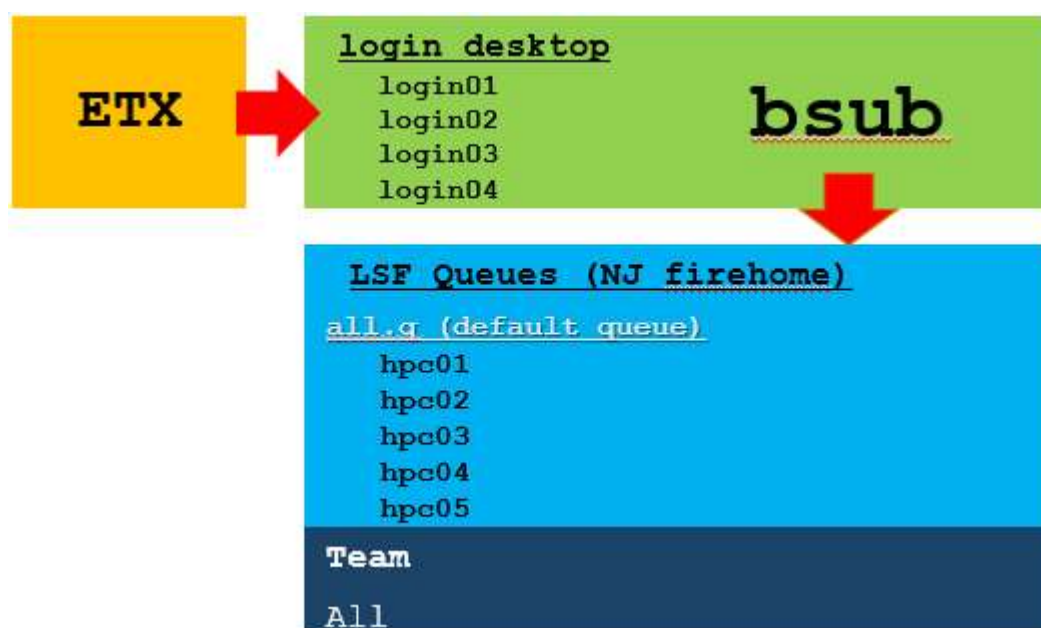 ETX
login desktop
login01
login02
login03
login04
bsub
LSF Queues (NJ firehome)
all.q (default queue)
hpc01
hpc02
hpc03
hpc04
hpc05
Team
All